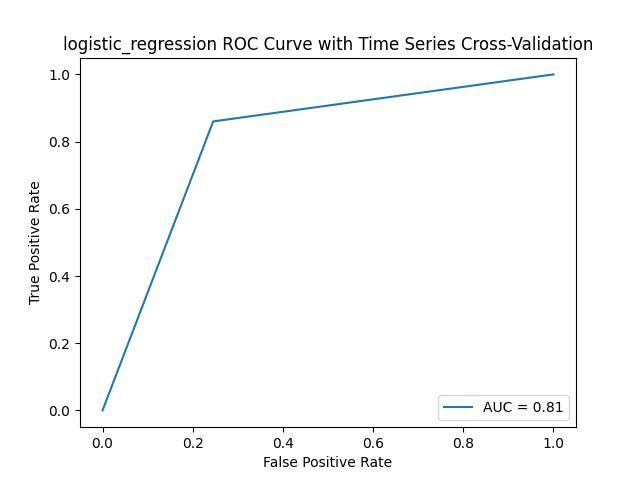 logistic_regression ROC Curve with Time Series Cross-Validation
1.0
0.8
0.6
0.4
0.2
0.0
True Positive Rate
AUC = 0.81
0.0 0.2 0.4 0.6 0.8 1.0
False Positive Rate